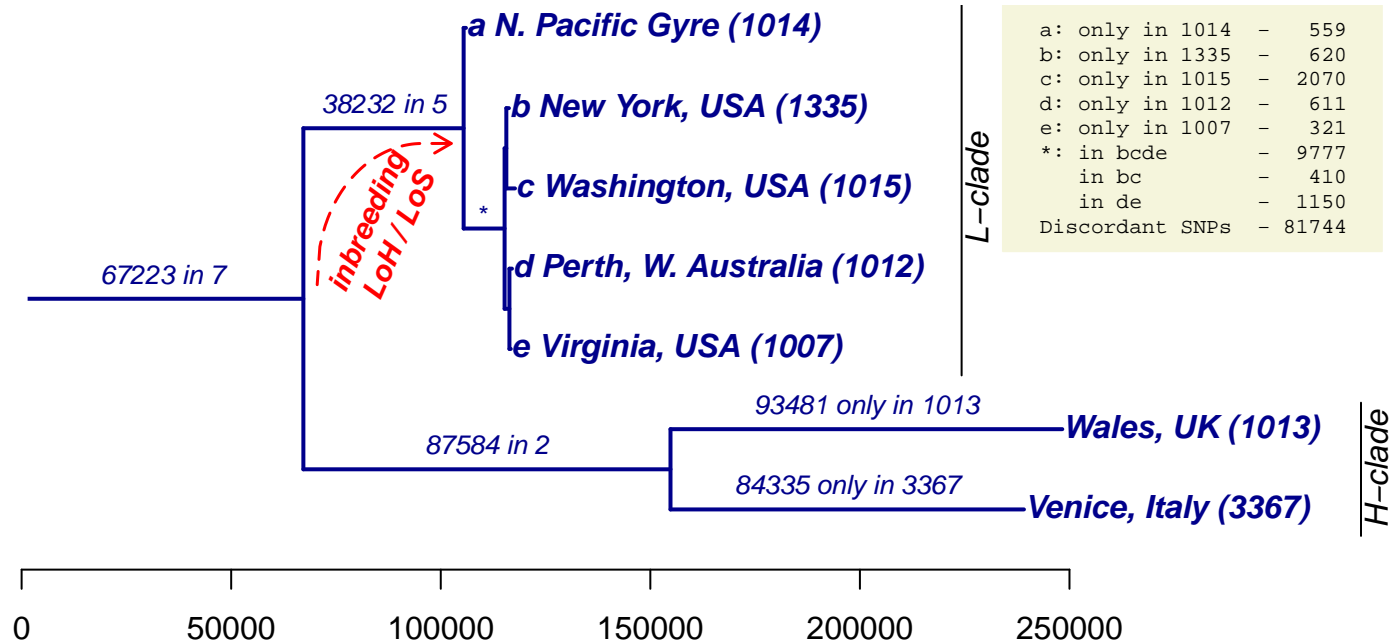 a N. Pacific Gyre (1014)
38232 in 5
b New York, USA (1335)
c Washington, USA (1015)
*
inbreeding
LoH / LoS
67223 in 7
d Perth, W. Australia (1012)
e Virginia, USA (1007)
L−clade
a: only in 1014 - 559
b: only in 1335 - 620
c: only in 1015 - 2070
d: only in 1012 - 611
e: only in 1007 - 321
*: in bcde - 9777
in bc - 410
in de - 1150
Discordant SNPs - 81744
93481 only in 1013
Wales, UK (1013)
87584 in 2
84335 only in 3367
Venice, Italy (3367)
H−clade
0 50000 100000 150000 200000 250000